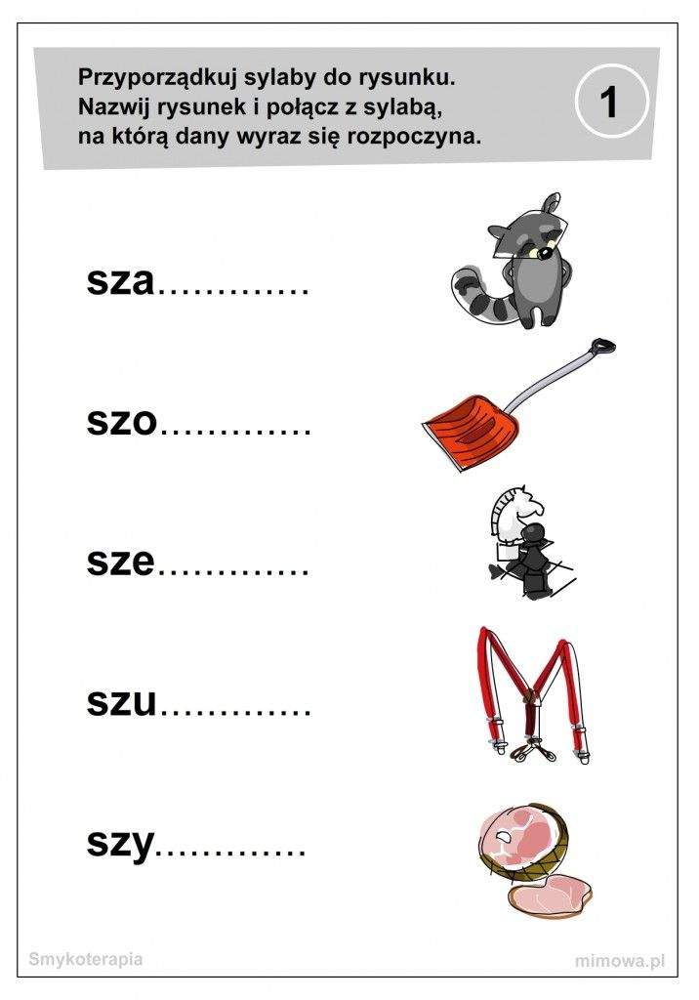 Przyporządkuj sylaby do rysunku.
Nazwij rysunek i połącz z sylabą,
na którą dany wyraz się rozpoczyna.
1
sza.............
szo.............
sze.............
szu.............
szy.............
Smykoterapia
mimowa.pl